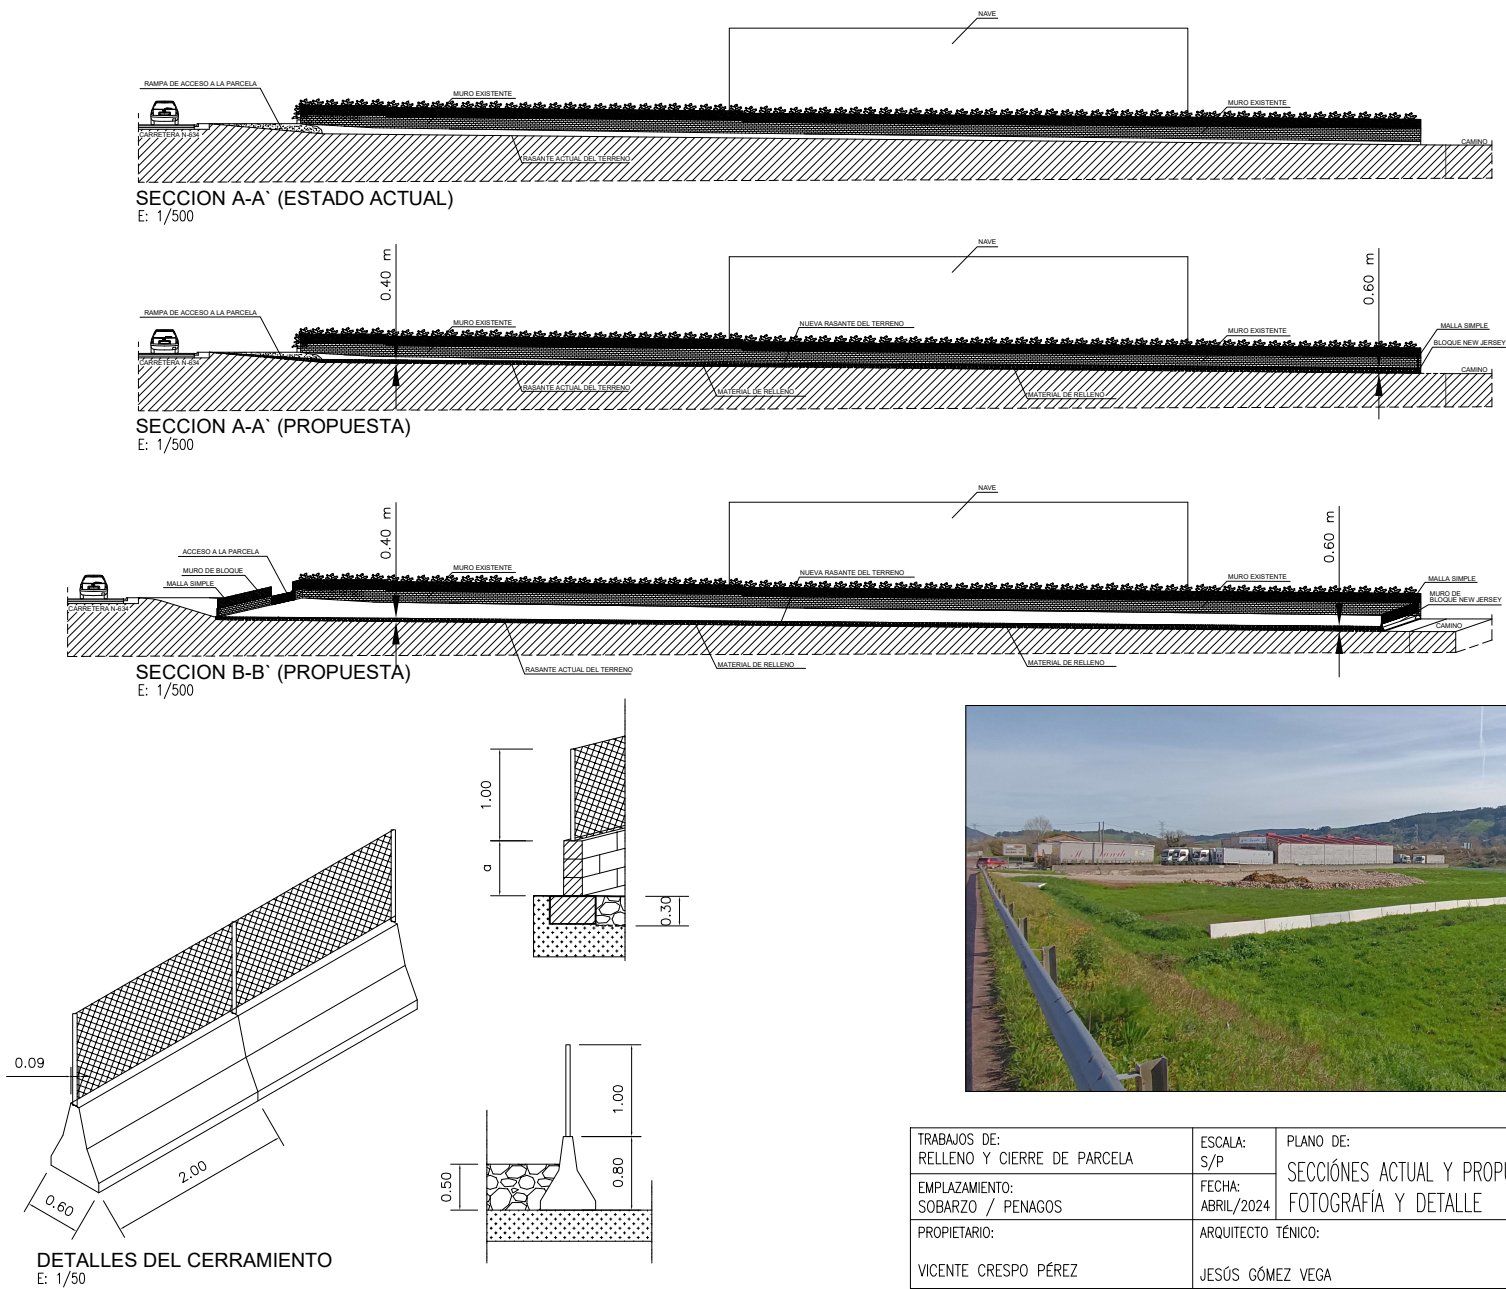 NAVE
RAMPA DE ACCESO A LA PARCELA
MURO EXISTENTE
MURO EXISTENTE
CARRETERA N-634
RASANTE ACTUAL DEL TERRENO
CAMINO
SECCION A-A` (ESTADO ACTUAL)
E: 1/500
NAVE
0.40 m
0.60 m
RAMPA DE ACCESO A LA PARCELA
MURO EXISTENTE
NUEVA RASANTE DEL TERRENO
MURO EXISTENTE
MALLA SIMPLE
BLOQUE NEW JERSEY
CARRETERA N-634
CAMINO
RASANTE ACTUAL DEL TERRENO
MATERIAL DE RELLENO
MATERIAL DE RELLENO
SECCION A-A` (PROPUESTA)
E: 1/500
NAVE
0.40 m
0.60 m
ACCESO A LA PARCELA
MURO DE BLOQUE
MALLA SIMPLE
MURO EXISTENTE
NUEVA RASANTE DEL TERRENO
MURO EXISTENTE
MALLA SIMPLE
MURO DE
BLOQUE NEW JERSEY
CARRETERA N-634
CAMINO
RASANTE ACTUAL DEL TERRENO
MATERIAL DE RELLENO
MATERIAL DE RELLENO
SECCION B-B` (PROPUESTA)
E: 1/500
1.00
a
0.30
0.09
2.00
0.60
1.00
0.80
0.50
DETALLES DEL CERRAMIENTO
E: 1/50
TRABAJOS DE:
RELLENO Y CIERRE DE PARCELA
ESCALA:
S/P
PLANO DE:
SECCIÓNES ACTUAL Y PROPU
FOTOGRAFÍA Y DETALLE
EMPLAZAMIENTO:
SOBARZO / PENAGOS
FECHA:
ABRIL/2024
PROPIETARIO:
VICENTE CRESPO PÉREZ
ARQUITECTO TÉNICO:
JESÚS GÓMEZ VEGA